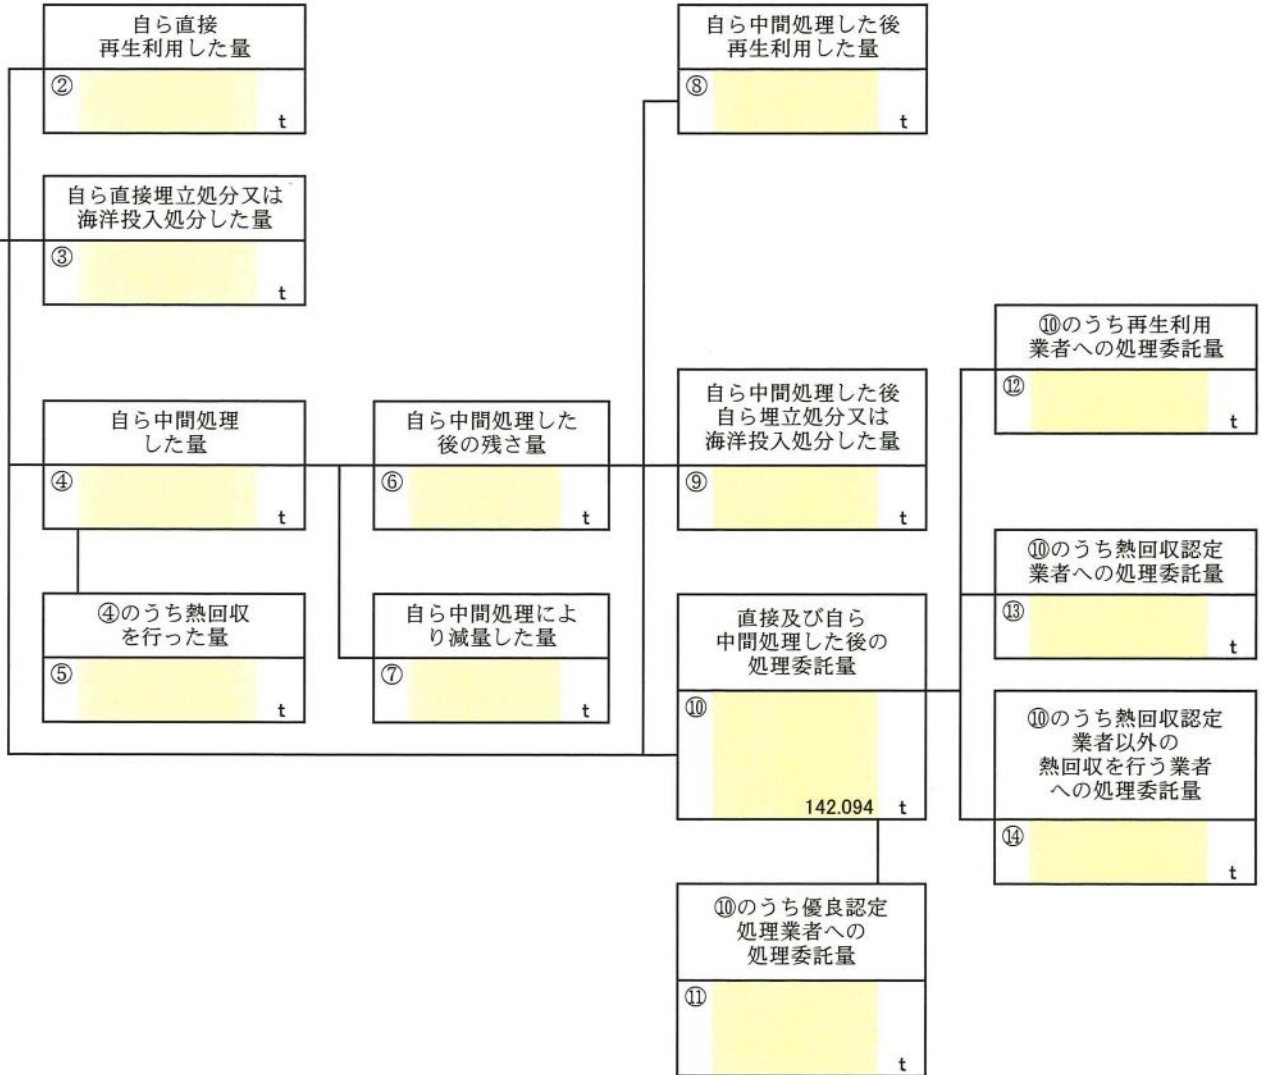 自ら直接
再生利用した量
②
t
自ら直接埋立処分又は
海洋投入処分した量
③
t
自ら中間処理
した量
④
t
④のうち熱回収
を行った量
⑤
t
自ら中間処理した
後の残さ量
⑥
t
自ら中間処理によ
り減量した量
⑦
t
自ら中間処理した後
再生利用した量
⑧
t
自ら中間処理した後
自ら埋立処分又は
海洋投入処分した量
⑨
t
直接及び自ら
中間処理した後の
処理委託量
⑩
142.094 t
⑩のうち優良認定
処理業者への
処理委託量
⑪
t
⑩のうち再生利用
業者への処理委託量
⑫
t
⑩のうち熱回収認定
業者への処理委託量
⑬
t
⑩のうち熱回収認定
業者以外の
熱回収を行う業者
への処理委託量
⑭
t